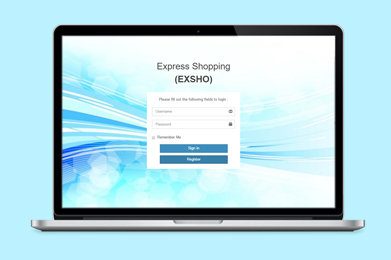 Express Shopping
(EXSHO)
Please fill out the following fields to login:
Username
Password
Remember Me
Sign in
Register